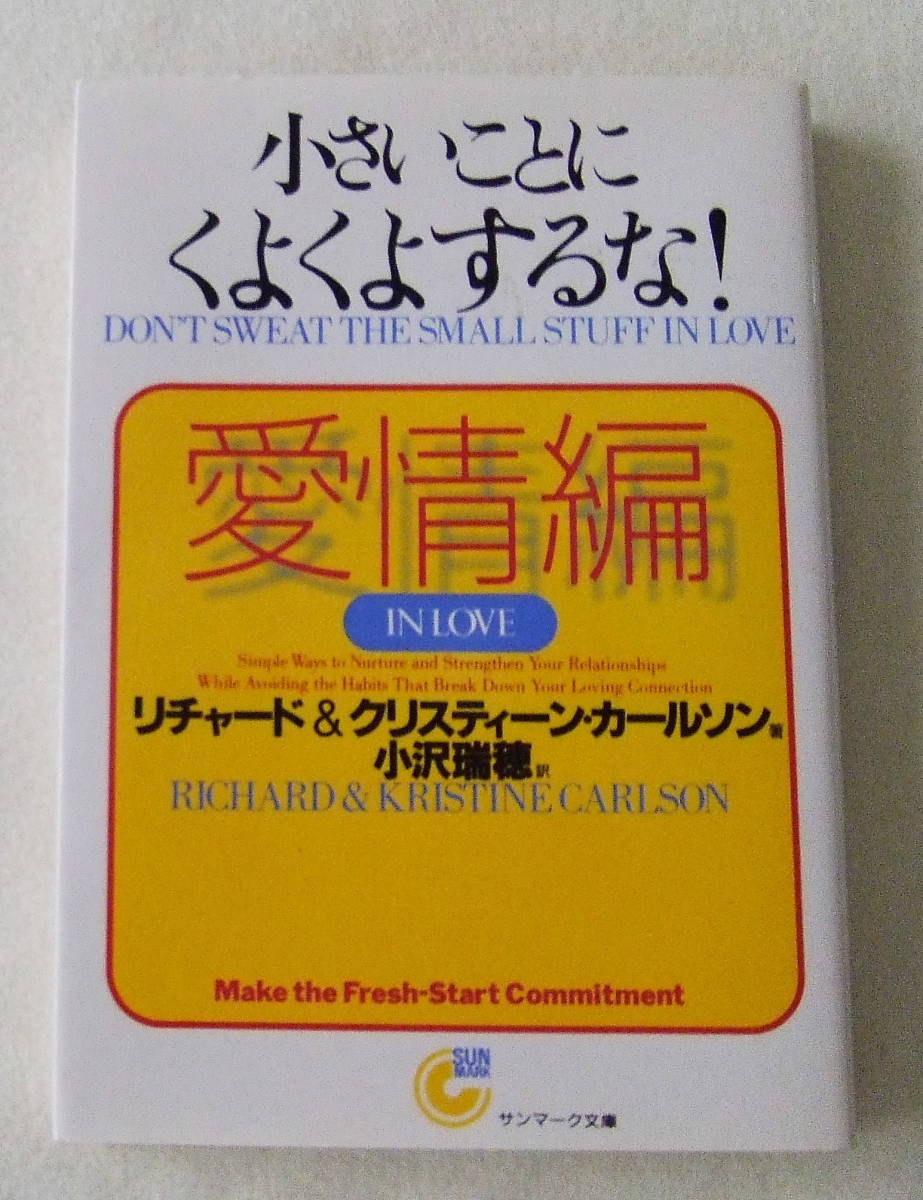 小さいことに
くよくよするな!
DON'T SWEAT THE SMALL STUFF IN LOVE
愛情編
IN LOVE
Simple Ways to Nurture and Strengthen Your Relationships
While Avoiding the Habits That Break Down Your Loving Connection
リチャード&クリスティーン・カールソン 著
小沢瑞穂 訳
RICHARD & KRISTINE CARLSON
Make the Fresh-Start Commitment
SUN
MARK
サンマーク文庫